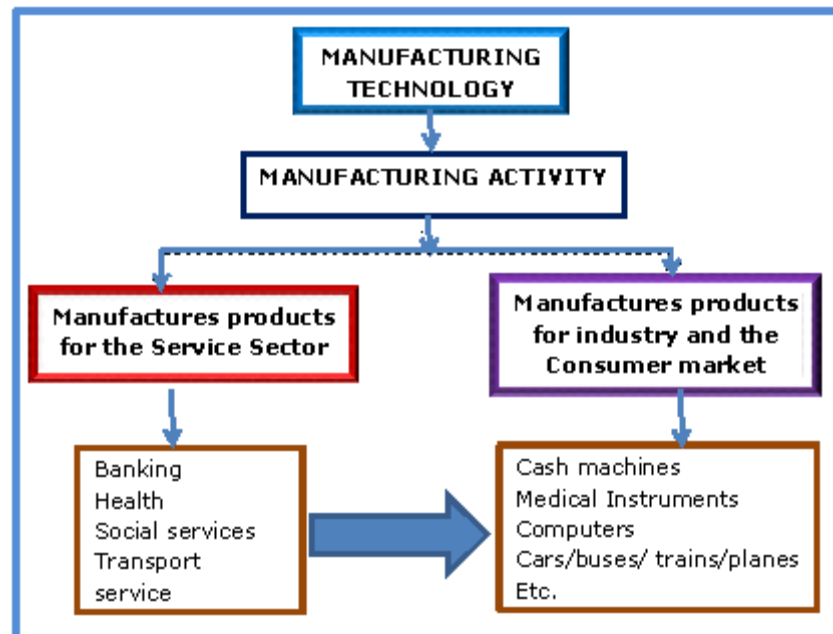 MANUFACTURING
TECHNOLOGY
MANUFACTURING ACTIVITY
Manufactures products
for the Service Sector
Manufactures products
for industry and the
Consumer market
Banking
Health
Social services
Transport
service
Cash machines
Medical Instruments
Computers
Cars/buses/ trains/planes
Etc.